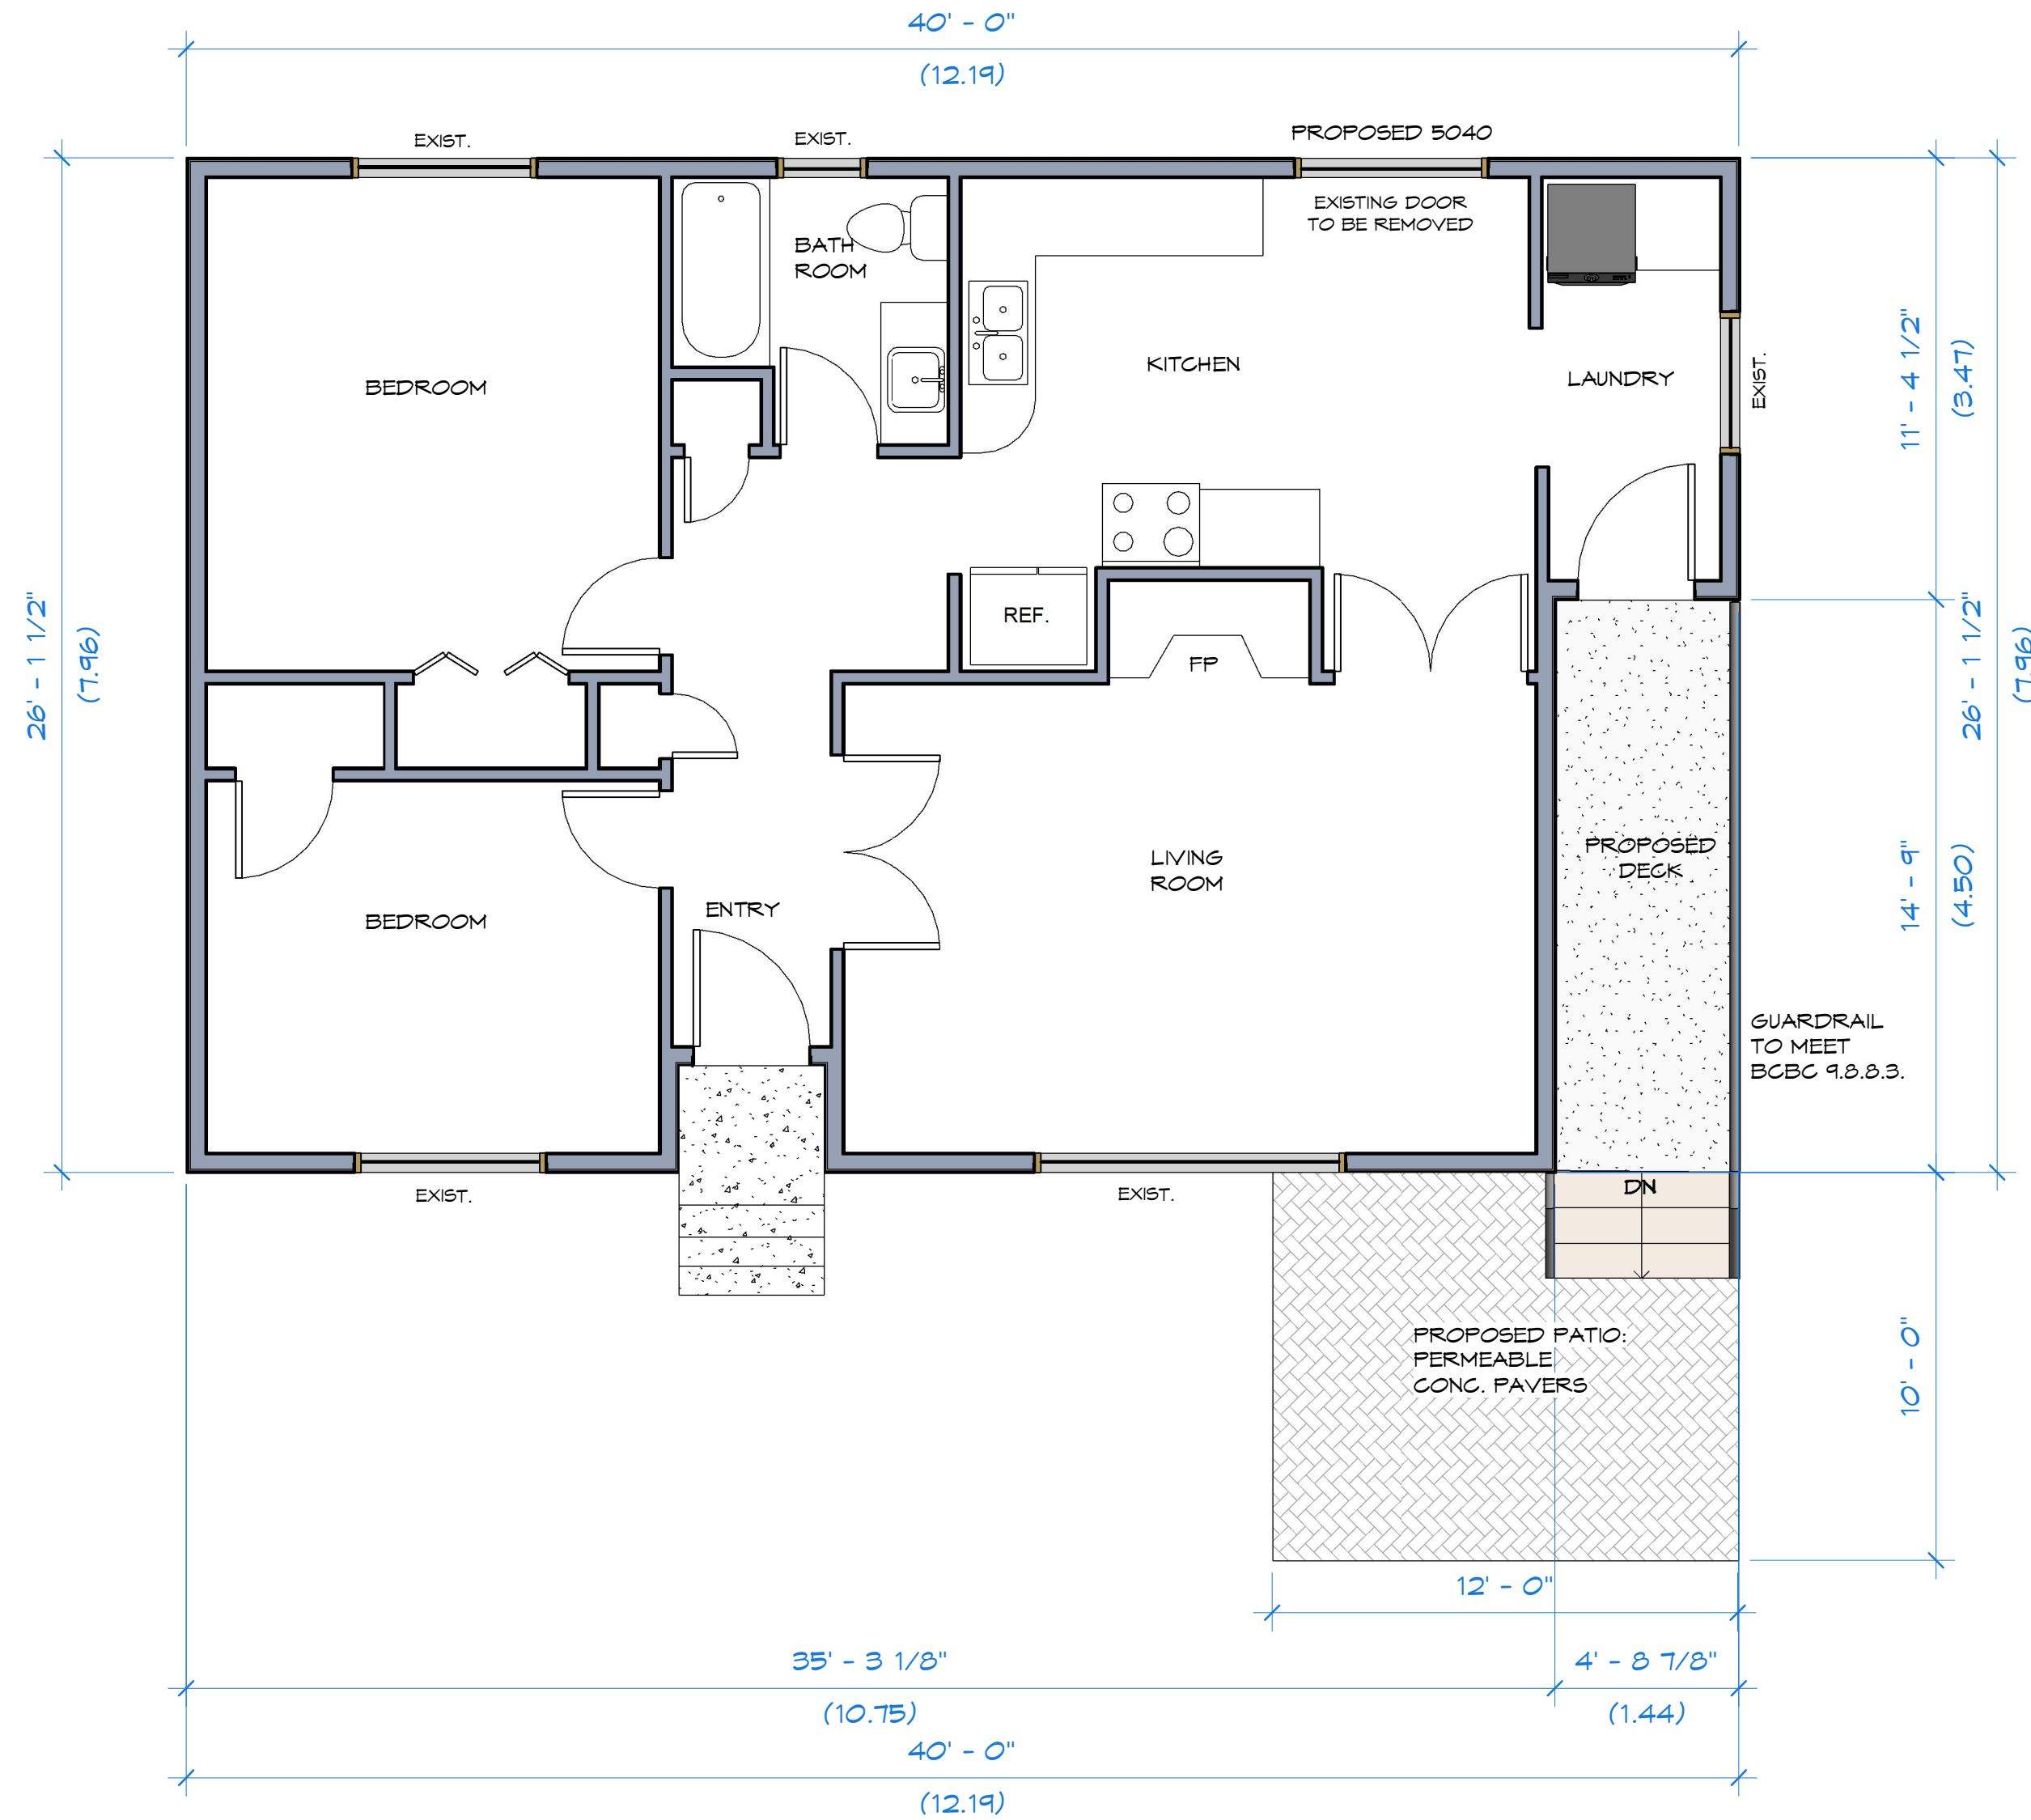 40' - 0"
(12.19)
EXIST.
EXIST.
PROPOSED 5040
EXISTING DOOR
TO BE REMOVED
BATH
ROOM
BEDROOM
KITCHEN
LAUNDRY
EXIST.
11' - 4 1/2"
(3.47)
REF.
FP
26' - 1 1/2"
(7.96)
26' - 1 1/2"
(7.96)
LIVING
ROOM
PROPOSED
DECK
14' - 9"
(4.50)
BEDROOM
ENTRY
GUARDRAIL
TO MEET
BCBC 9.8.8.3.
EXIST.
EXIST.
DN
PROPOSED PATIO:
PERMEABLE
CONC. PAVERS
10' - 0"
12' - 0"
35' - 3 1/8"
(10.75)
4' - 8 7/8"
(1.44)
40' - 0"
(12.19)